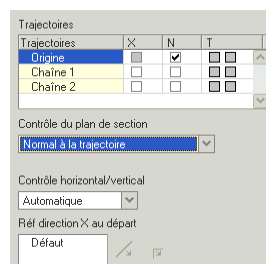 Trajectoires
Trajectoires X N T
Origine
Chaîne 1
Chaîne 2
Contrôle du plan de section
Normal à la trajectoire
Contrôle horizontal/vertical
Automatique
Réf direction X au départ
Défaut